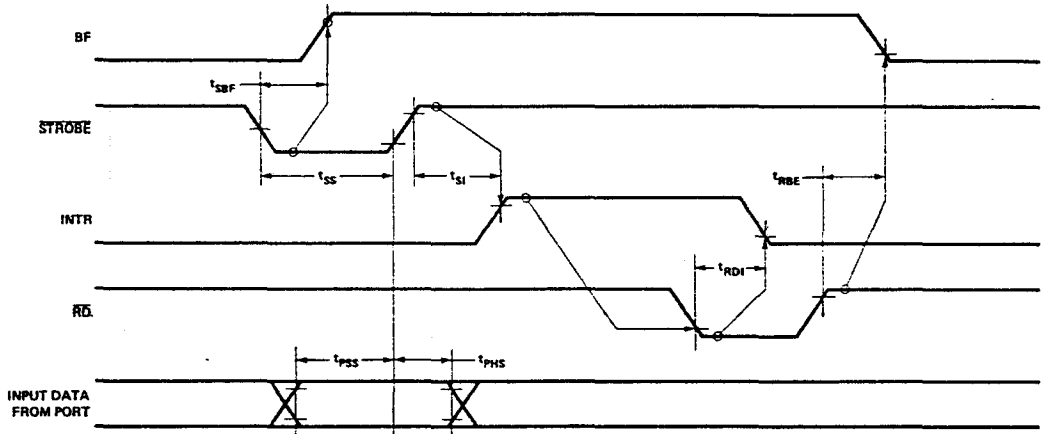 BF
tSBF
STROBE
tSS
tSI
tRBE
INTR
tRDI
RD.
tPSS
tPHS
INPUT DATA
FROM PORT